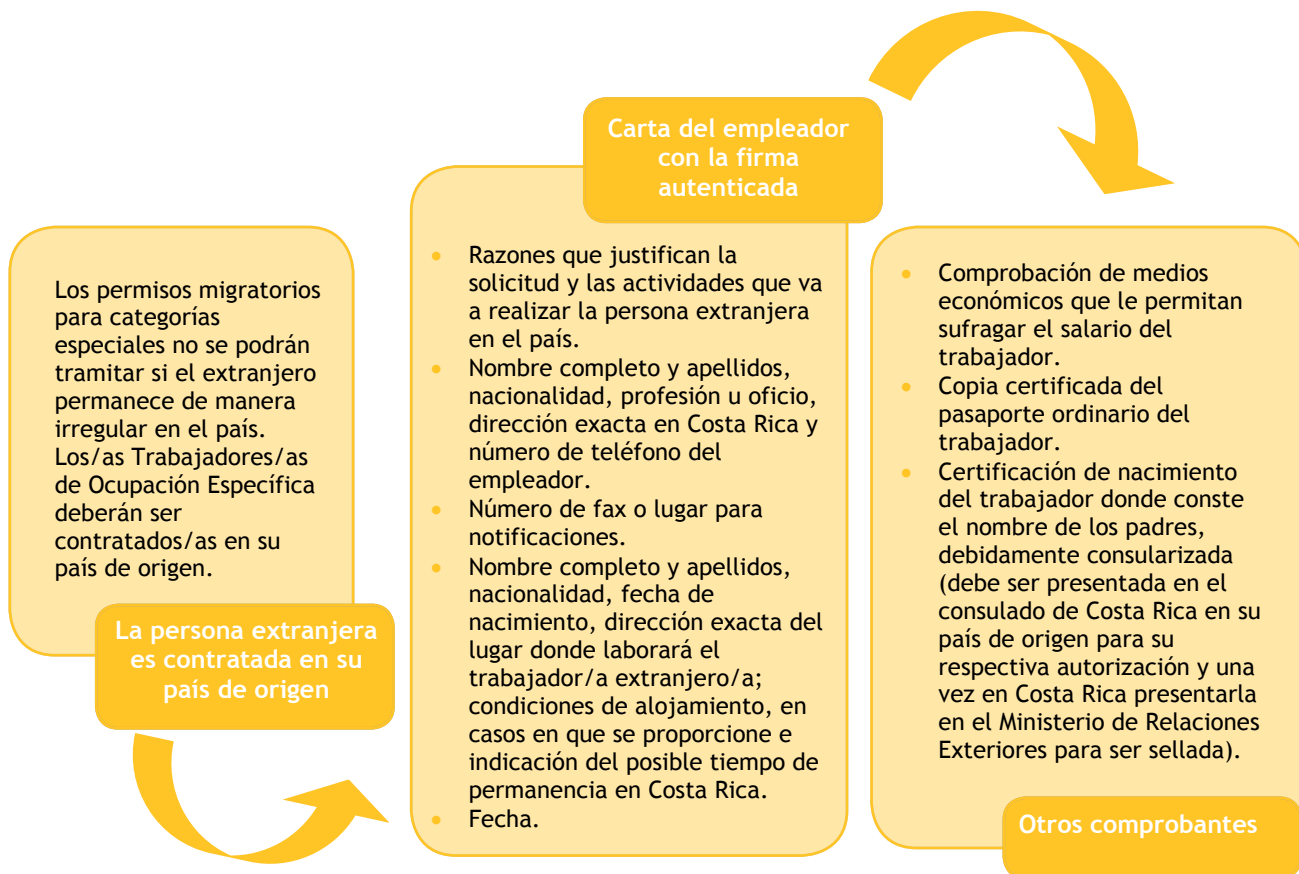 Los permisos migratorios
para categorías
especiales no se podrán
tramitar si el extranjero
permanece de manera
irregular en el país.
Los/as Trabajadores/as
de Ocupación Específica
deberán ser
contratados/as en su
país de origen.
La persona extranjera
es contratada en su
país de origen
Carta del empleador
con la firma
autenticada
• Razones que justifican la
solicitud y las actividades que va
a realizar la persona extranjera
en el país.
• Nombre completo y apellidos,
nacionalidad, profesión u oficio,
dirección exacta en Costa Rica y
número de teléfono del
empleador.
• Número de fax o lugar para
notificaciones.
• Nombre completo y apellidos,
nacionalidad, fecha de
nacimiento, dirección exacta del
lugar donde laborará el
trabajador/a extranjero/a;
condiciones de alojamiento, en
casos en que se proporcione e
indicación del posible tiempo de
permanencia en Costa Rica.
• Fecha.
• Comprobación de medios
económicos que le permitan
sufragar el salario del
trabajador.
• Copia certificada del
pasaporte ordinario del
trabajador.
• Certificación de nacimiento
del trabajador donde conste
el nombre de los padres,
debidamente consularizada
(debe ser presentada en el
consulado de Costa Rica en su
país de origen para su
respectiva autorización y una
vez en Costa Rica presentarla
en el Ministerio de Relaciones
Exteriores para ser sellada).
Otros comprobantes